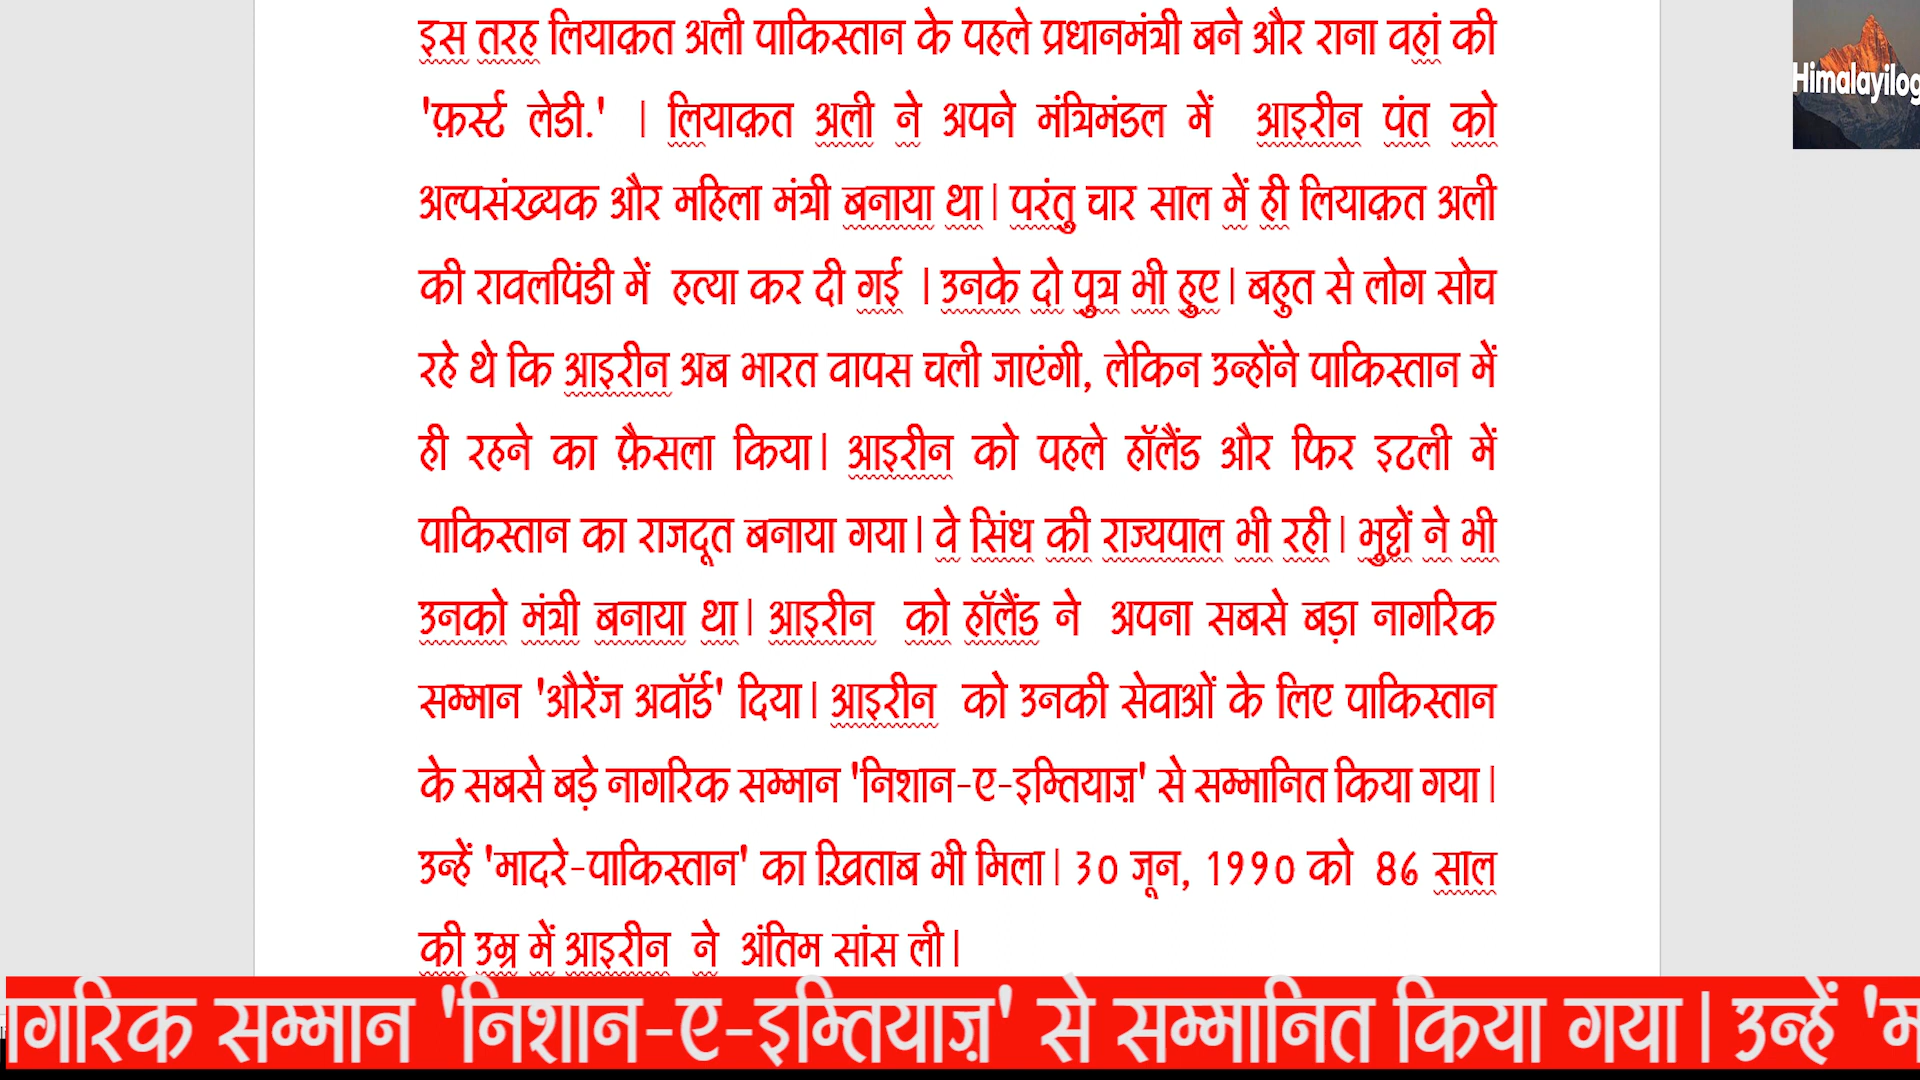 इस तरह लियाक़त अली पाकिस्तान के पहले प्रधानमंत्री बने और राना वहां की
'फ़र्स्ट लेडी.' । लियाक़त अली ने अपने मंत्रिमंडल में आइरीन पंत को
अल्पसंख्यक और महिला मंत्री बनाया था। परंतु चार साल में ही लियाक़त अली
की रावलपिंडी में हत्या कर दी गई । उनके दो पुत्र भी हुए। बहुत से लोग सोच
रहे थे कि आइरीन अब भारत वापस चली जाएंगी, लेकिन उन्होंने पाकिस्तान में
ही रहने का फ़ैसला किया। आइरीन को पहले हॉलैंड और फिर इटली में
पाकिस्तान का राजदूत बनाया गया। वे सिंध की राज्यपाल भी रही। भुट्टों ने भी
उनको मंत्री बनाया था। आइरीन को हॉलैंड ने अपना सबसे बड़ा नागरिक
सम्मान 'औरेंज अवॉर्ड' दिया। आइरीन को उनकी सेवाओं के लिए पाकिस्तान
के सबसे बड़े नागरिक सम्मान 'निशान-ए-इम्तियाज़' से सम्मानित किया गया।
उन्हें 'मादरे-पाकिस्तान' का ख़िताब भी मिला। 30 जून, 1990 को 86 साल
की उम्र में आइरीन ने अंतिम सांस ली।
Himalayilog
ागरिक सम्मान 'निशान-ए-इम्तियाज़' से सम्मानित किया गया। उन्हें 'म